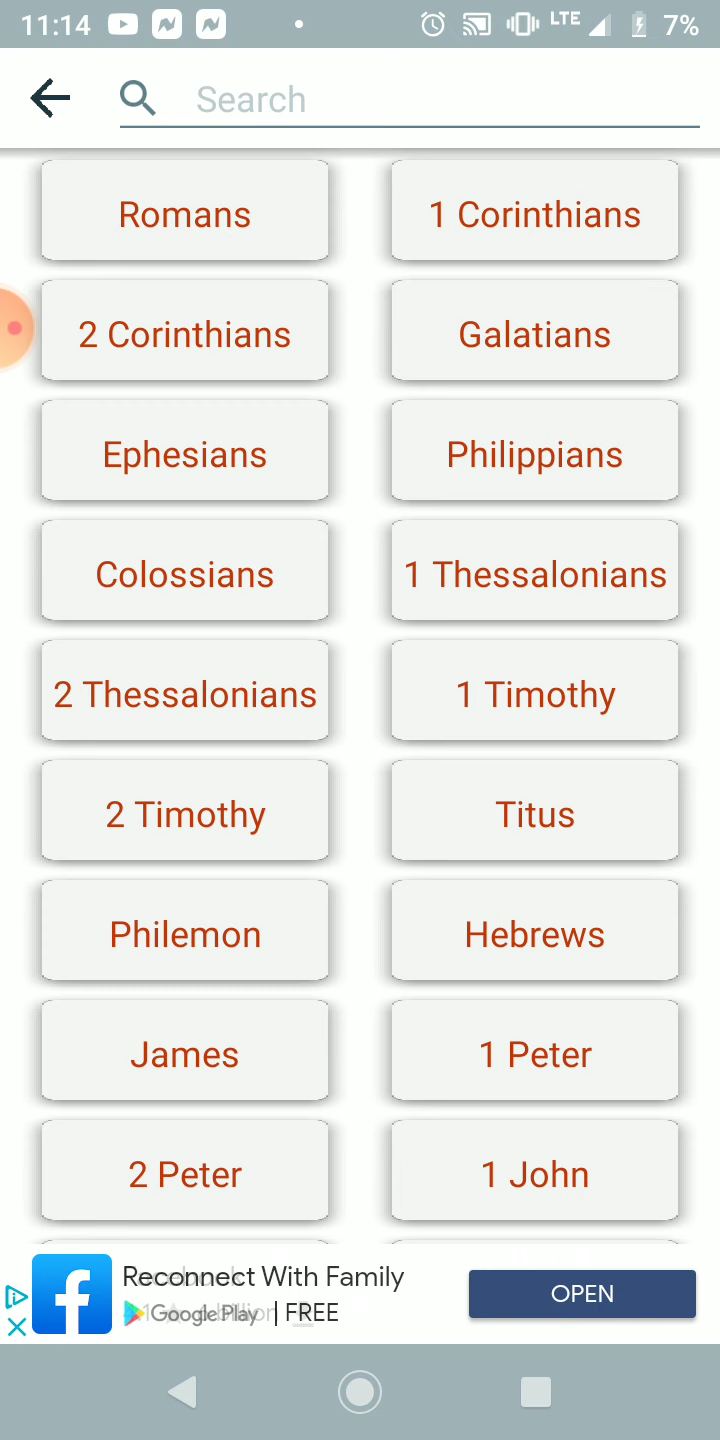 11:14 LTE 7%
Search
Romans 1 Corinthians
2 Corinthians Galatians
Ephesians Philippians
Colossians 1 Thessalonians
2 Thessalonians 1 Timothy
2 Timothy Titus
Philemon Hebrews
James 1 Peter
2 Peter 1 John
Reconnect With Family
Google Play | FREE
OPEN